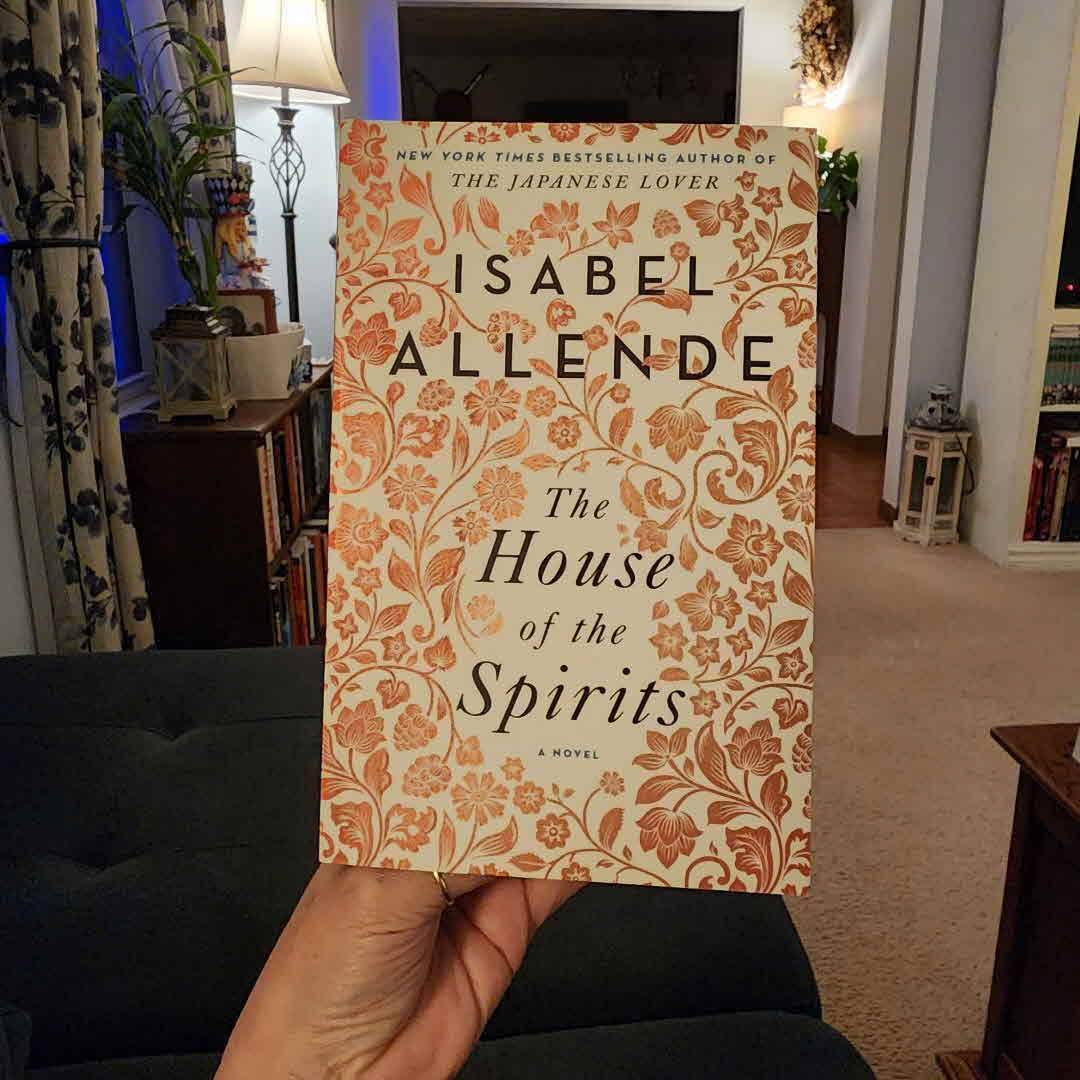 NEW YORK TIMES BESTSELLING AUTHOR OF
THE JAPANESE LOVER
ISABEL
ALLENDE
The
House
of the
Spirits
A NOVEL